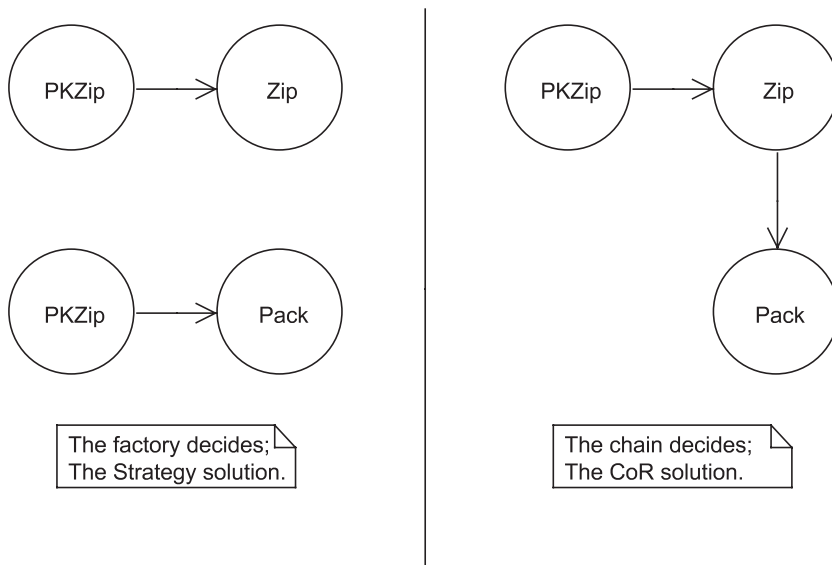 PKZip
Zip
PKZip
Pack
The factory decides;
The Strategy solution.
PKZip
Zip
Pack
The chain decides;
The CoR solution.